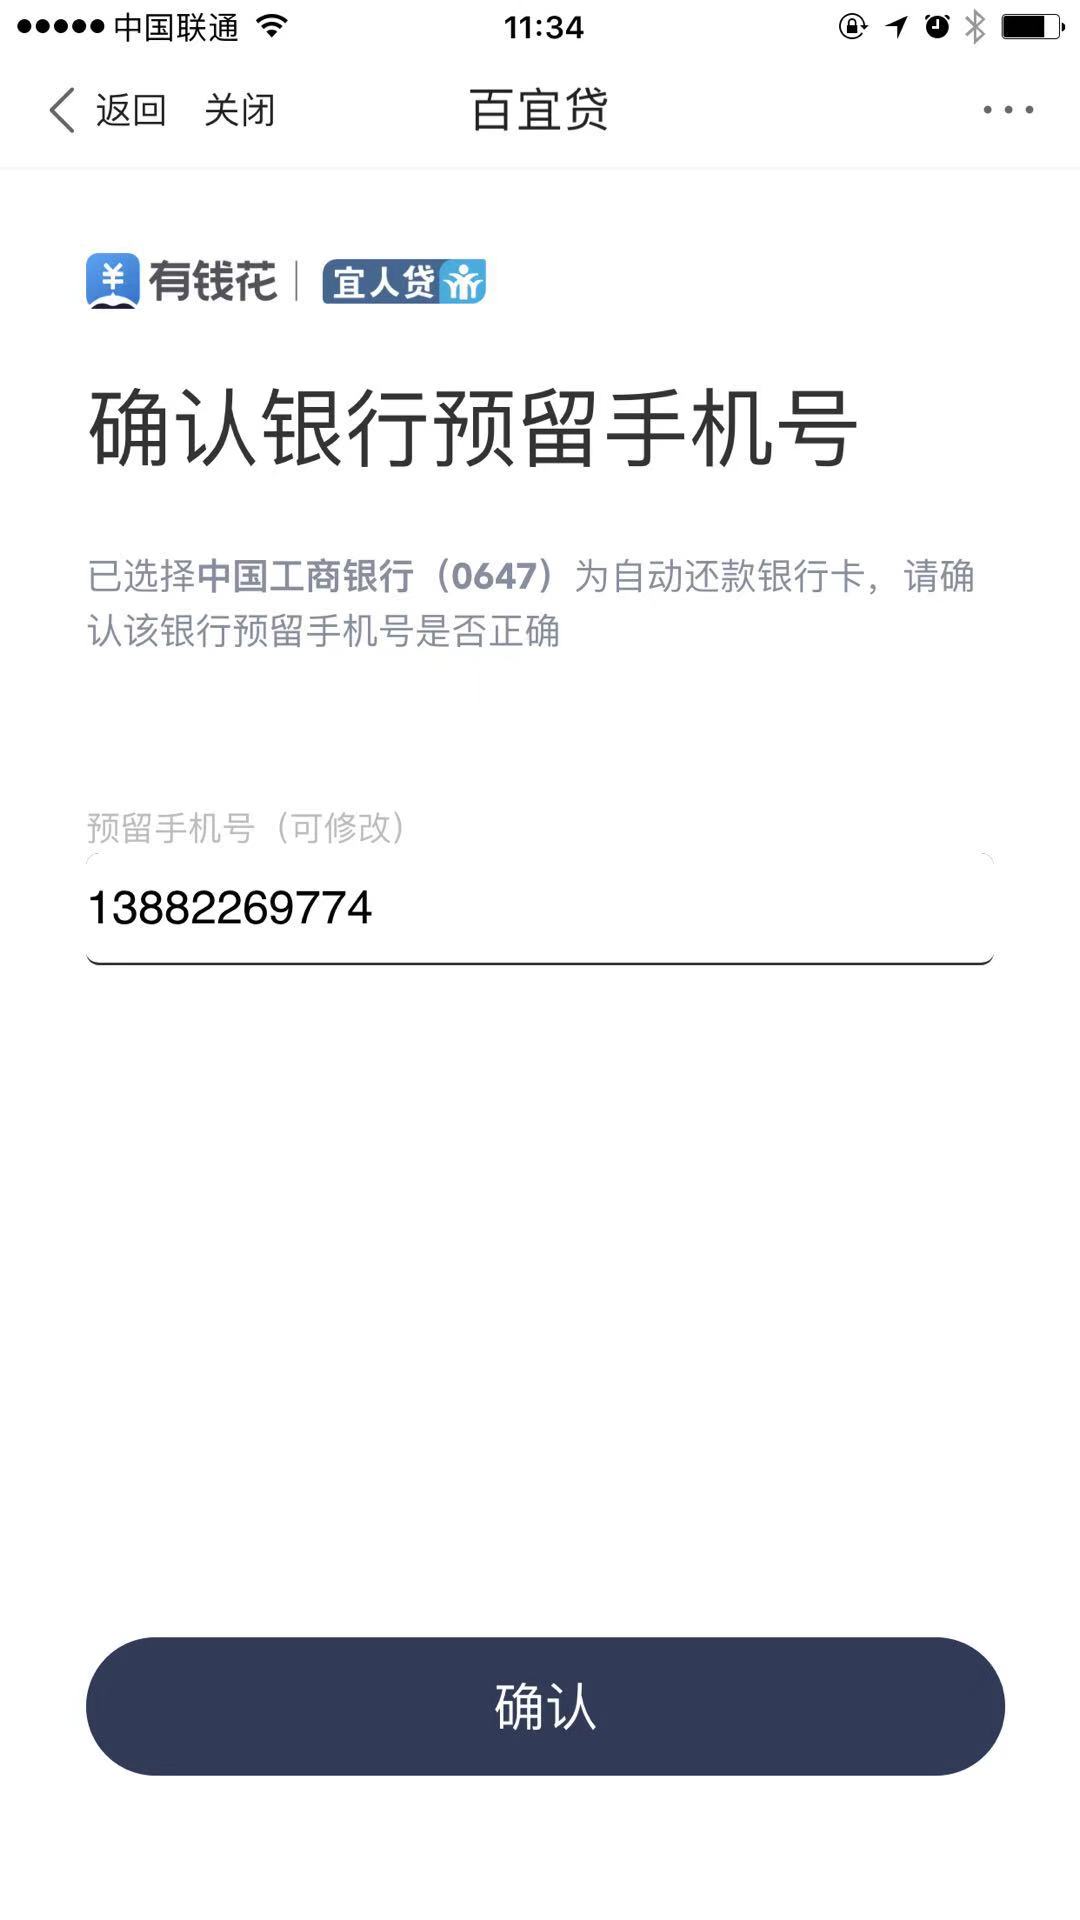 中国联通
11:34
返回 关闭 百宜贷
有钱花 宜人贷
确认银行预留手机号
已选择中国工商银行（0647）为自动还款银行卡，请确
认该银行预留手机号是否正确
预留手机号（可修改）
13882269774
确认